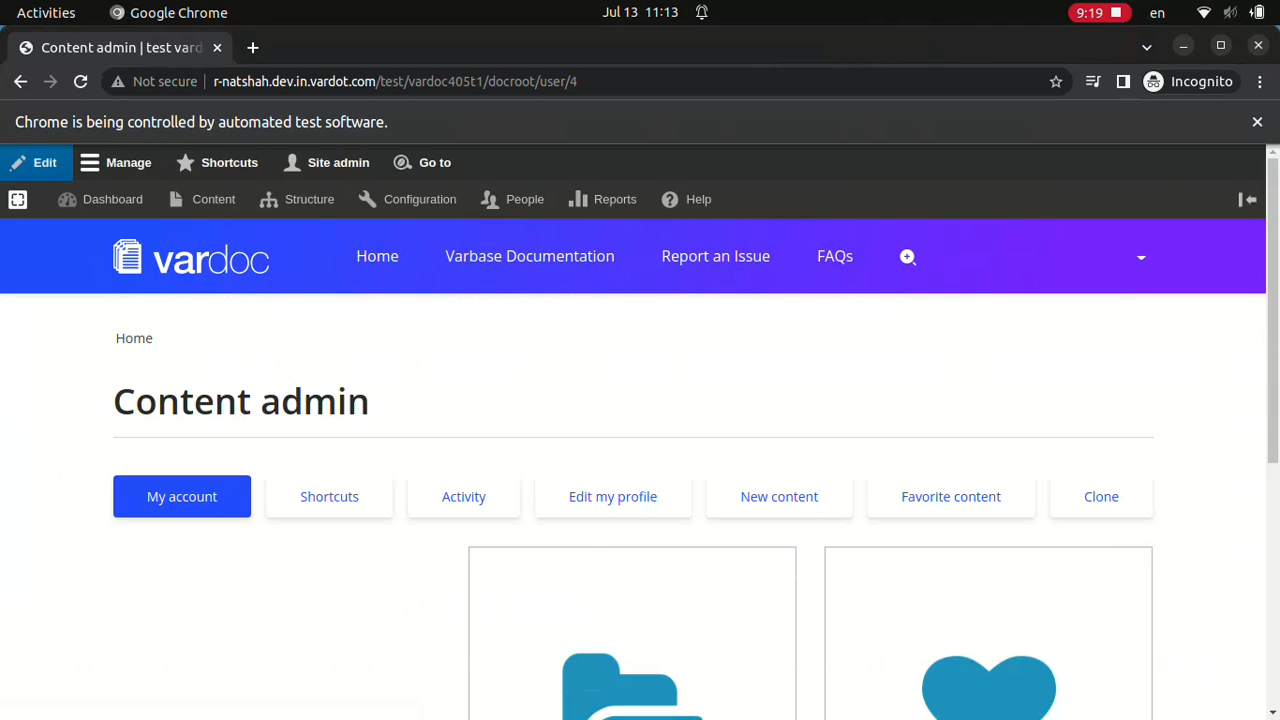 Activities Google Chrome Jul 13 11:13 9:19 en
Content admin | test vard
Not secure r-natshah.dev.in.vardot.com/test/vardoc405t1/docroot/user/4 Incognito
Chrome is being controlled by automated test software.
Edit Manage Shortcuts Site admin Go to
Dashboard Content Structure Configuration People Reports Help
vardoc Home Varbase Documentation Report an Issue FAQs
Home
Content admin
My account Shortcuts Activity Edit my profile New content Favorite content Clone